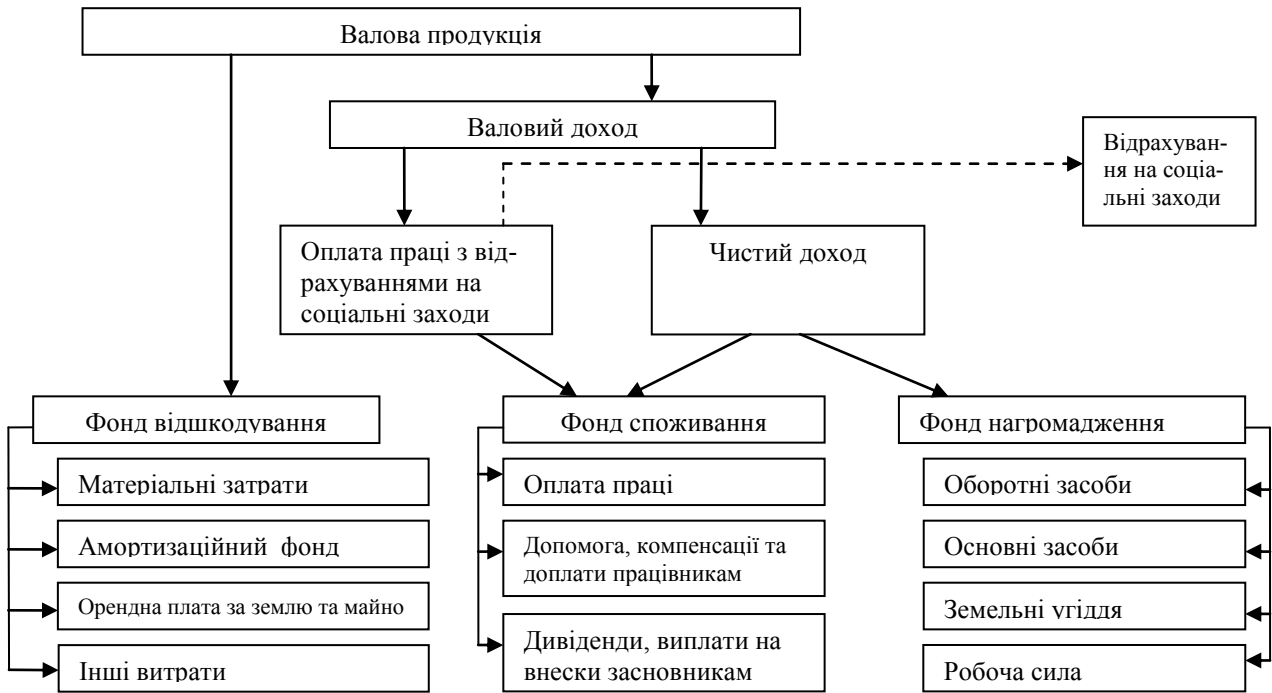 Валова продукція
Валовий доход
Відрахуван-
ня на соціа-
льні заходи
Оплата праці з від-
рахуваннями на
соціальні заходи
Чистий доход
Фонд відшкодування
Фонд споживання
Фонд нагромадження
Матеріальні затрати
Оплата праці
Оборотні засоби
Амортизаційний фонд
Допомога, компенсації та
доплати працівникам
Основні засоби
Орендна плата за землю та майно
Земельні угіддя
Інші витрати
Дивіденди, виплати на
внески засновникам
Робоча сила